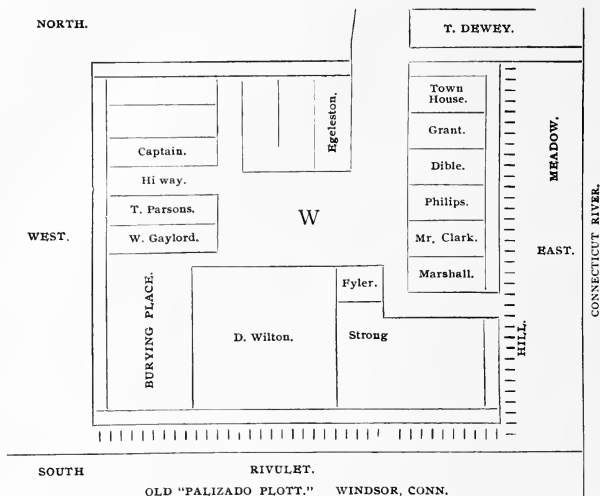 NORTH.
T. DEWEY.
Town
House.
Egeleston.
Grant.
MEADOW.
Captain.
Dible.
Hi way.
Philips.
T. Parsons.
W
WEST.
W. Gaylord.
Mr. Clark.
EAST.
CONNECTICUT RIVER.
Marshall.
Fyler.
BURYING PLACE.
D. Wilton.
Strong
HILL.
SOUTH
RIVULET.
OLD "PALIZADO PLOTT." WINDSOR, CONN.